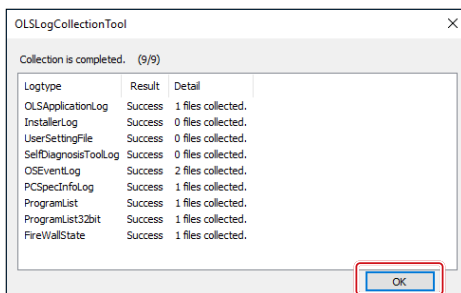 OLSLogCollectionTool
Collection is completed. (9/9)
Logtype Result Detail
OLSApplicationLog Success 1 files collected.
InstallerLog Success 0 files collected.
UserSettingFile Success 0 files collected.
SelfDiagnosisToolLog Success 0 files collected.
OSEventLog Success 2 files collected.
PCSpecInfoLog Success 1 files collected.
ProgramList Success 1 files collected.
ProgramList32bit Success 1 files collected.
FireWallState Success 1 files collected.
OK